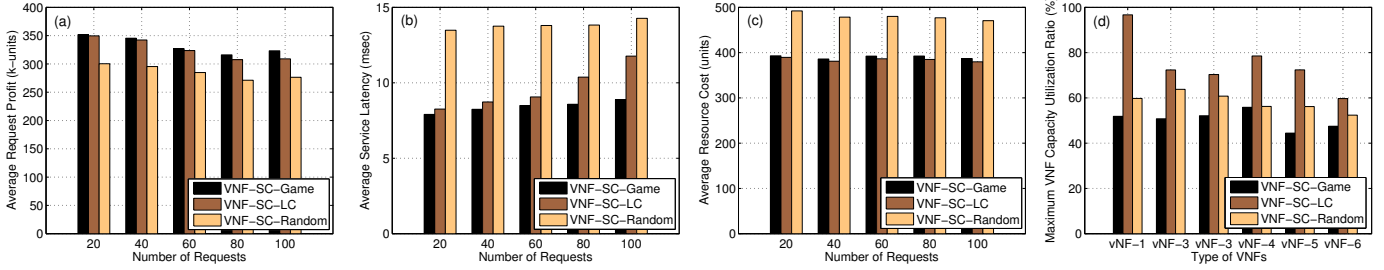 (a)
Average Request Profit (k−units)
400
350
300
250
200
150
100
50
0
VNF−SC−Game
VNF−SC−LC
VNF−SC−Random
20 40 60 80 100
Number of Requests
(b)
Average Service Latency (msec)
15
10
5
0
VNF−SC−Game
VNF−SC−LC
VNF−SC−Random
20 40 60 80 100
Number of Requests
(c)
Average Resource Cost (units)
500
400
300
200
100
0
VNF−SC−Game
VNF−SC−LC
VNF−SC−Random
20 40 60 80 100
Number of Requests
(d)
Maximum VNF Capacity Utilization Ratio (%)
100
80
60
40
20
0
VNF−SC−Game
VNF−SC−LC
VNF−SC−Random
vNF−1 vNF−3 vNF−3 vNF−4 vNF−5 vNF−6
Type of VNFs